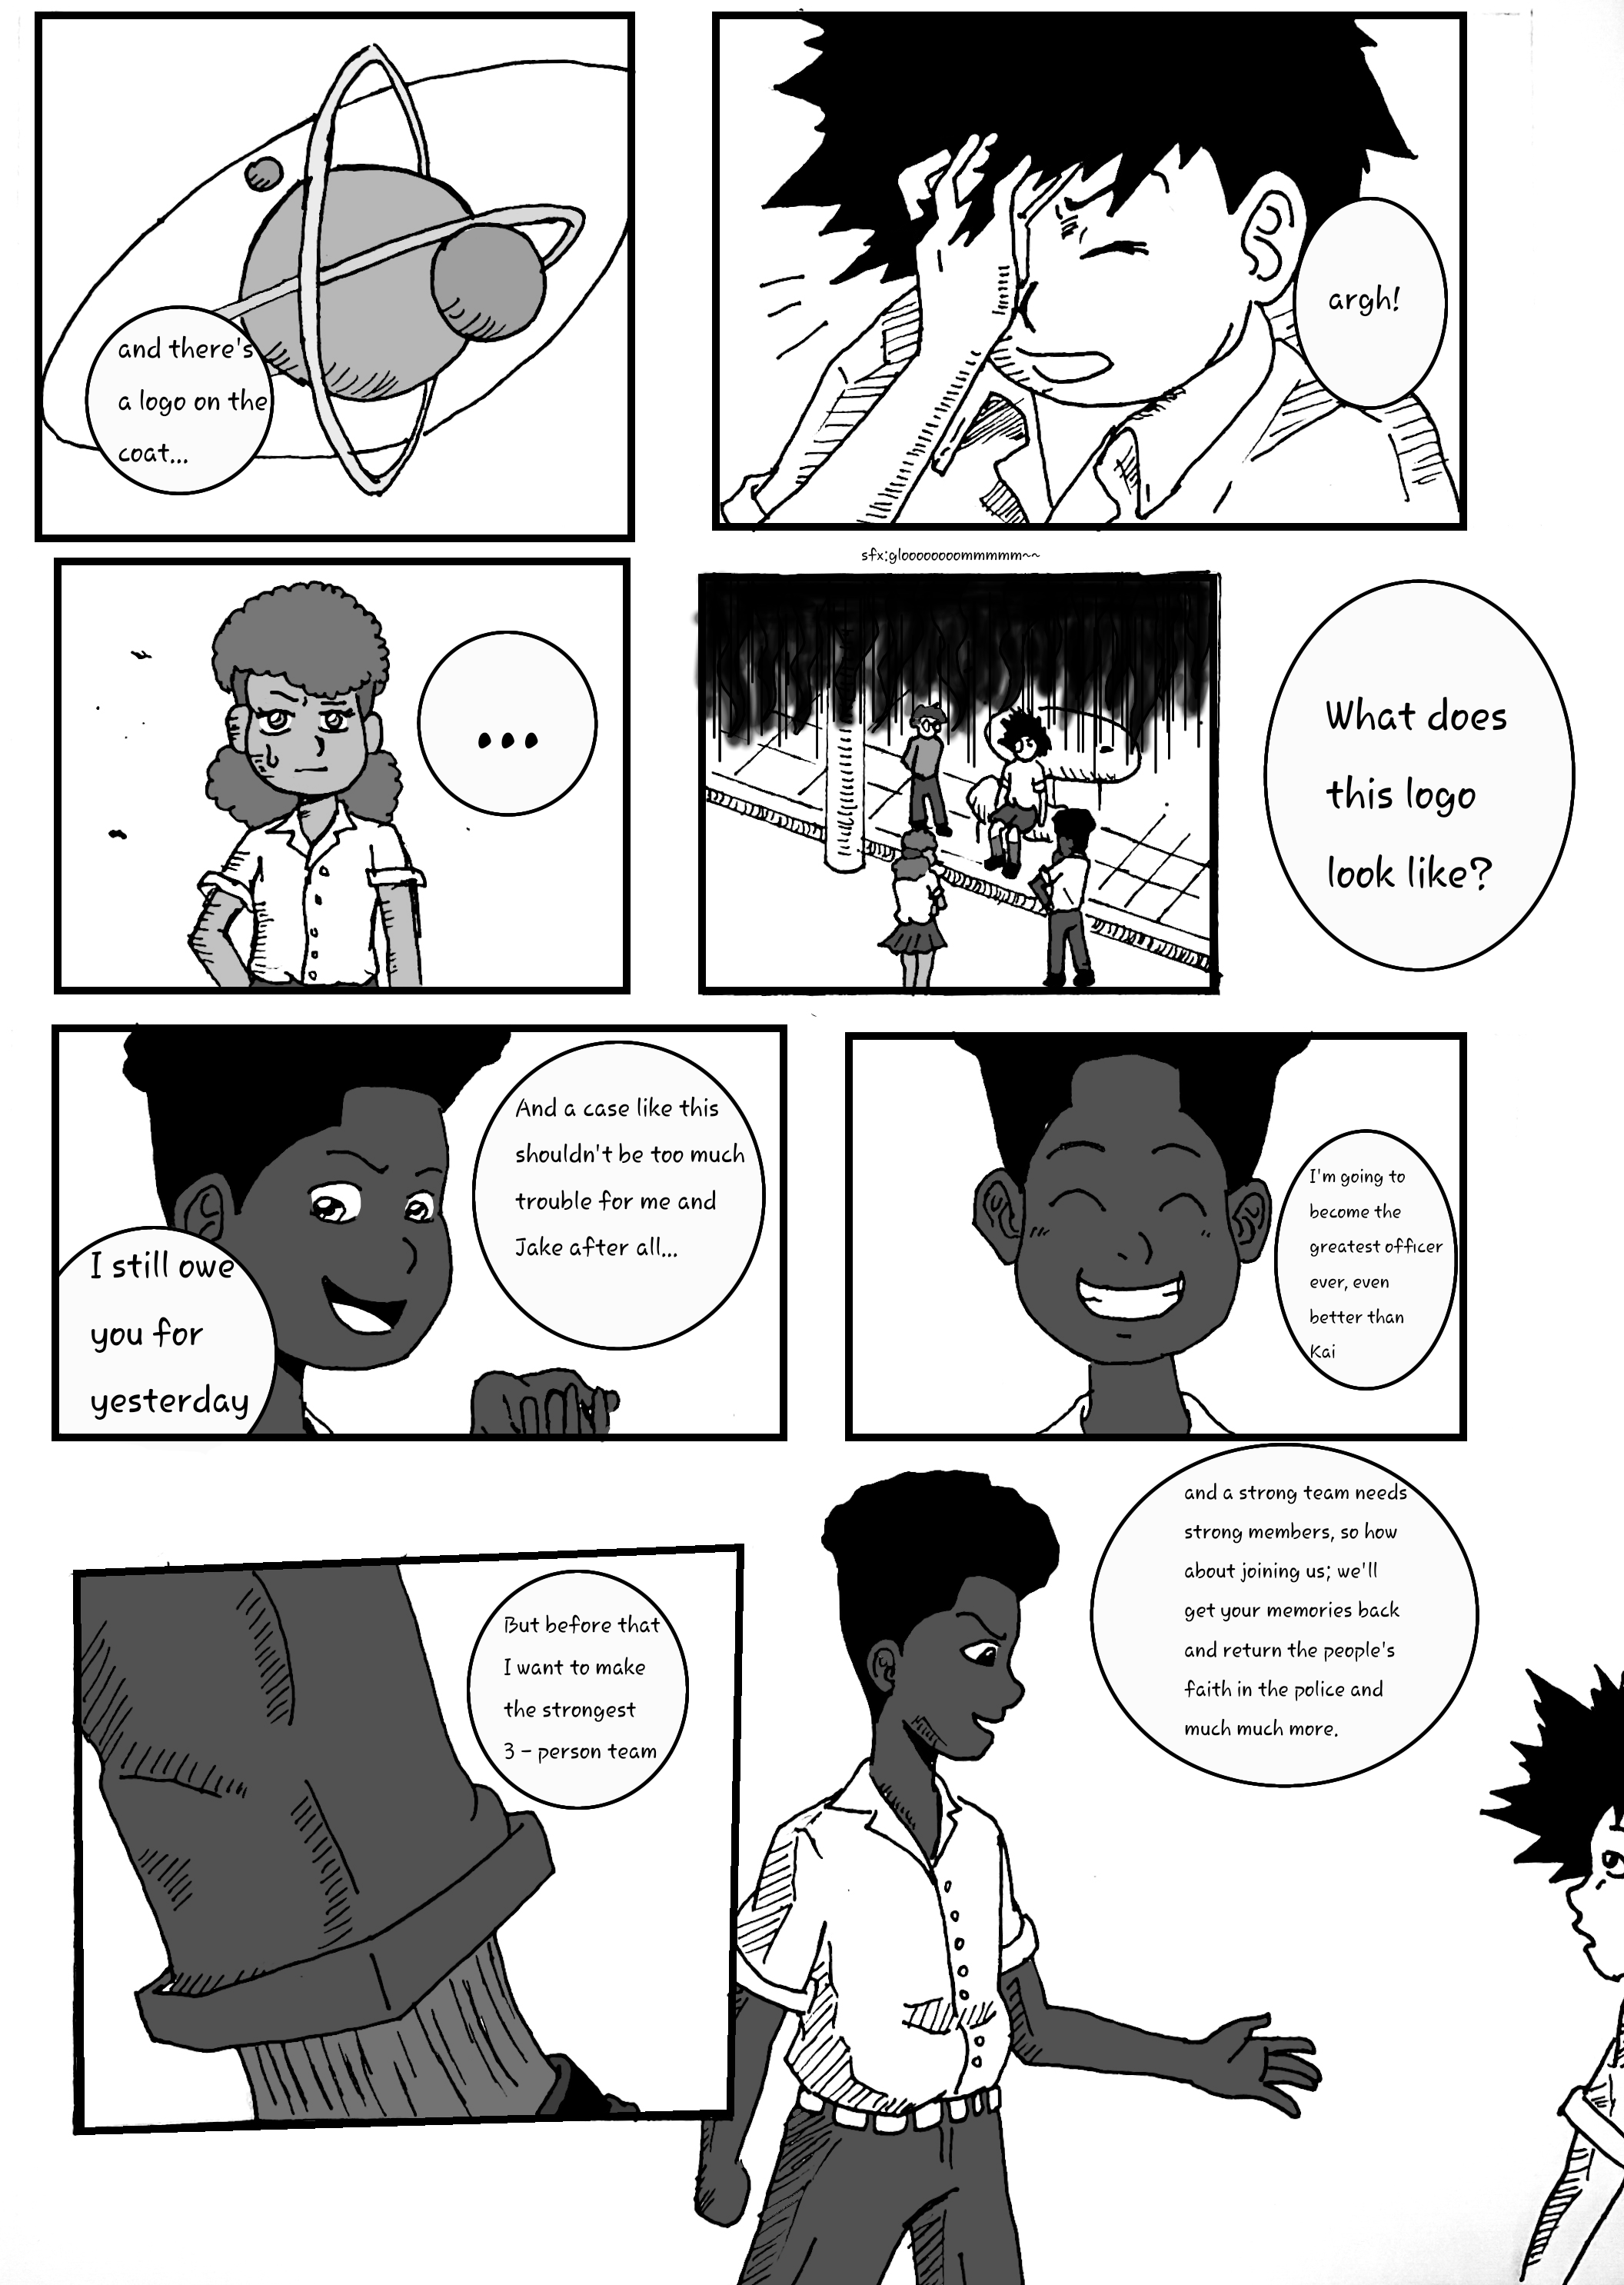 and there's
a logo on the
coat...
argh!
...
sfx:gloooooooommmmm~~
What does
this logo
look like?
I still owe
you for
yesterday
And a case like this
shouldn't be too much
trouble for me and
Jake after all...
I'm going to
become the
greatest officer
ever, even
better than
Kai
But before that
I want to make
the strongest
3 - person team
and a strong team needs
strong members, so how
about joining us; we'll
get your memories back
and return the people's
faith in the police and
much much more.